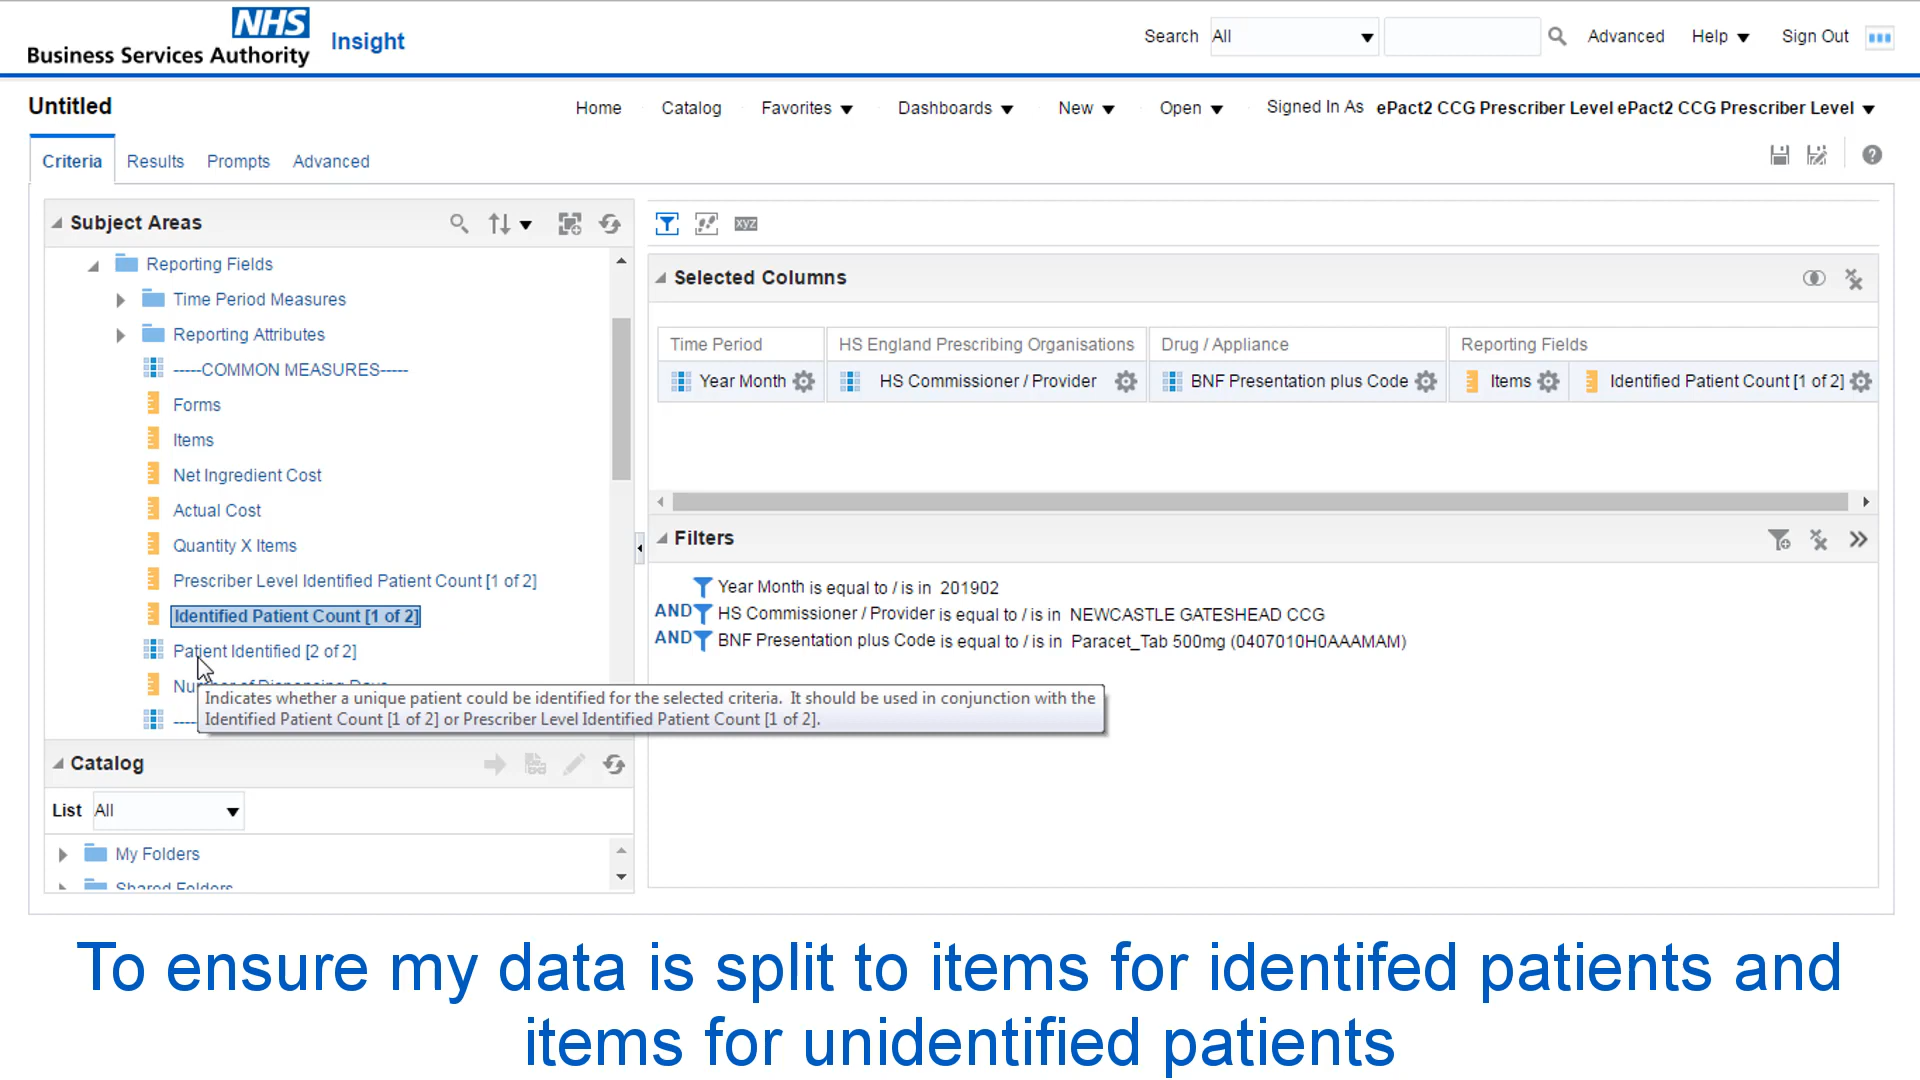 NHS
Business Services Authority
Insight
Search All
Advanced
Help
Sign Out
Untitled
Home
Catalog
Favorites
Dashboards
New
Open
Signed In As ePact2 CCG Prescriber Level ePact2 CCG Prescriber Level
Criteria
Results
Prompts
Advanced
Subject Areas
Reporting Fields
Time Period Measures
Reporting Attributes
-----COMMON MEASURES-----
Forms
Items
Net Ingredient Cost
Actual Cost
Quantity X Items
Prescriber Level Identified Patient Count [1 of 2]
Identified Patient Count [1 of 2]
Patient Identified [2 of 2]
Indicates whether a unique patient could be identified for the selected criteria. It should be used in conjunction with the
Identified Patient Count [1 of 2] or Prescriber Level Identified Patient Count [1 of 2].
Catalog
List All
My Folders
Shared Folders
xyz
Selected Columns
Time Period
HS England Prescribing Organisations
Drug / Appliance
Reporting Fields
Year Month
HS Commissioner / Provider
BNF Presentation plus Code
Items
Identified Patient Count [1 of 2]
Filters
Year Month is equal to / is in 201902
AND HS Commissioner / Provider is equal to / is in NEWCASTLE GATESHEAD CCG
AND BNF Presentation plus Code is equal to / is in Paracet_Tab 500mg (0407010H0AAAMAM)
To ensure my data is split to items for identifed patients and
items for unidentified patients